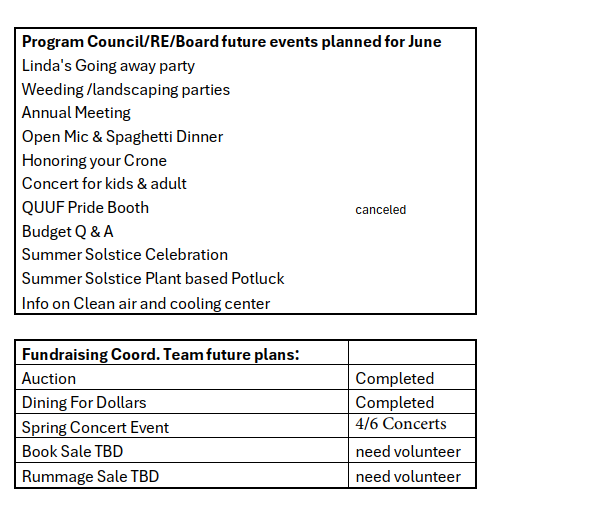 Program Council/RE/Board future events planned for June
Linda's Going away party
Weeding /landscaping parties
Annual Meeting
Open Mic & Spaghetti Dinner
Honoring your Crone
Concert for kids & adult
QUUF Pride Booth canceled
Budget Q & A
Summer Solstice Celebration
Summer Solstice Plant based Potluck
Info on Clean air and cooling center
Fundraising Coord. Team future plans:
Auction Completed
Dining For Dollars Completed
Spring Concert Event 4/6 Concerts
Book Sale TBD need volunteer
Rummage Sale TBD need volunteer